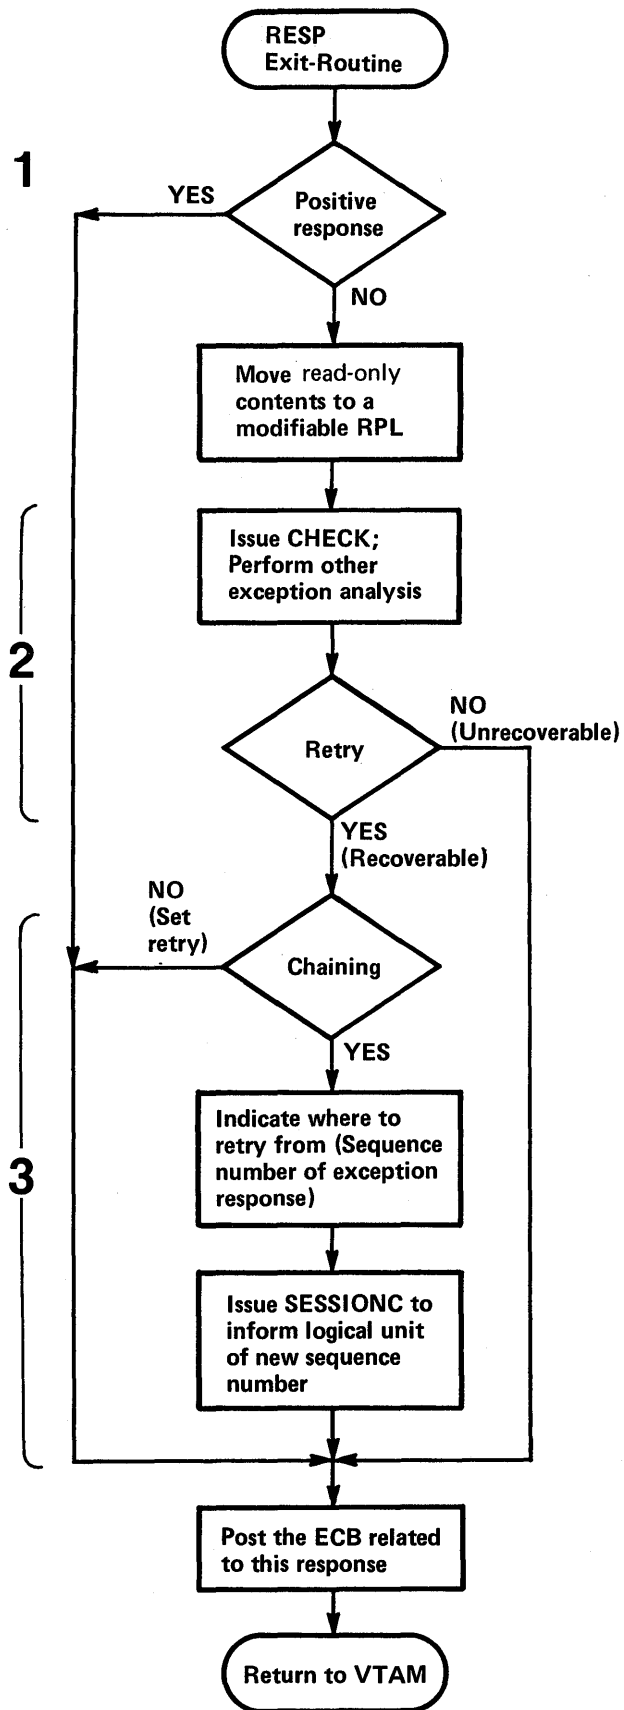 RESP
Exit-Routine
1
YES
Positive
response
NO
Move read-only
contents to a
modifiable RPL
Issue CHECK;
Perform other
exception analysis
2
NO
(Unrecoverable)
Retry
YES
(Recoverable)
NO
(Set
retry)
Chaining
YES
3
Indicate where to
retry from (Sequence
number of exception
response)
Issue SESSIONC to
inform logical unit
of new sequence
number
Post the ECB related
to this response
Return to VTAM